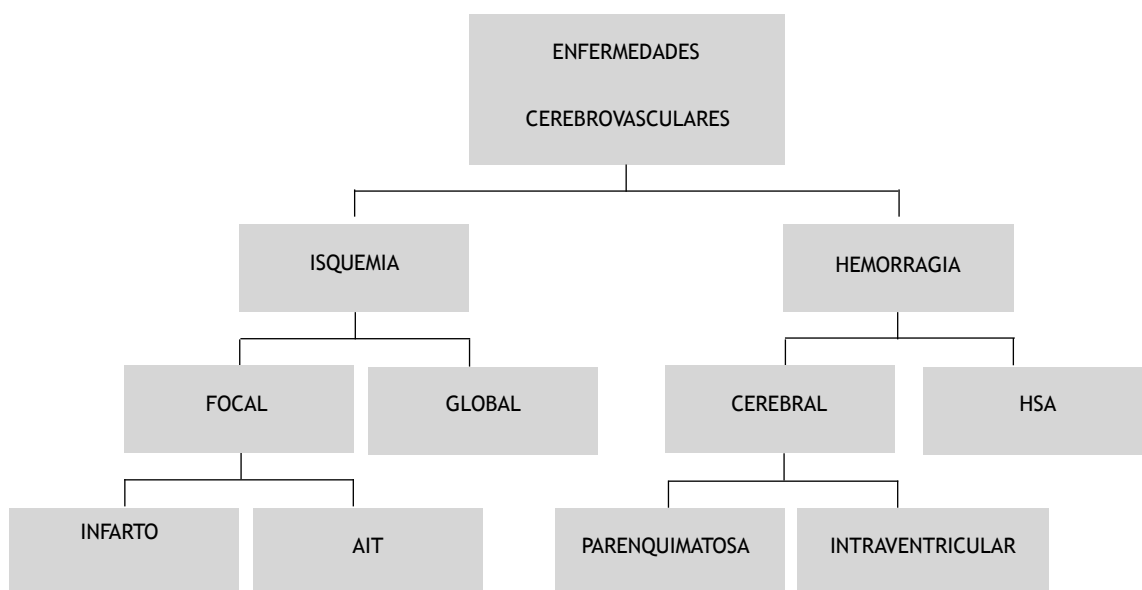 ENFERMEDADES
CEREBROVASCULARES
ISQUEMIA
HEMORRAGIA
FOCAL
GLOBAL
CEREBRAL
HSA
INFARTO
AIT
PARENQUIMATOSA
INTRAVENTRICULAR